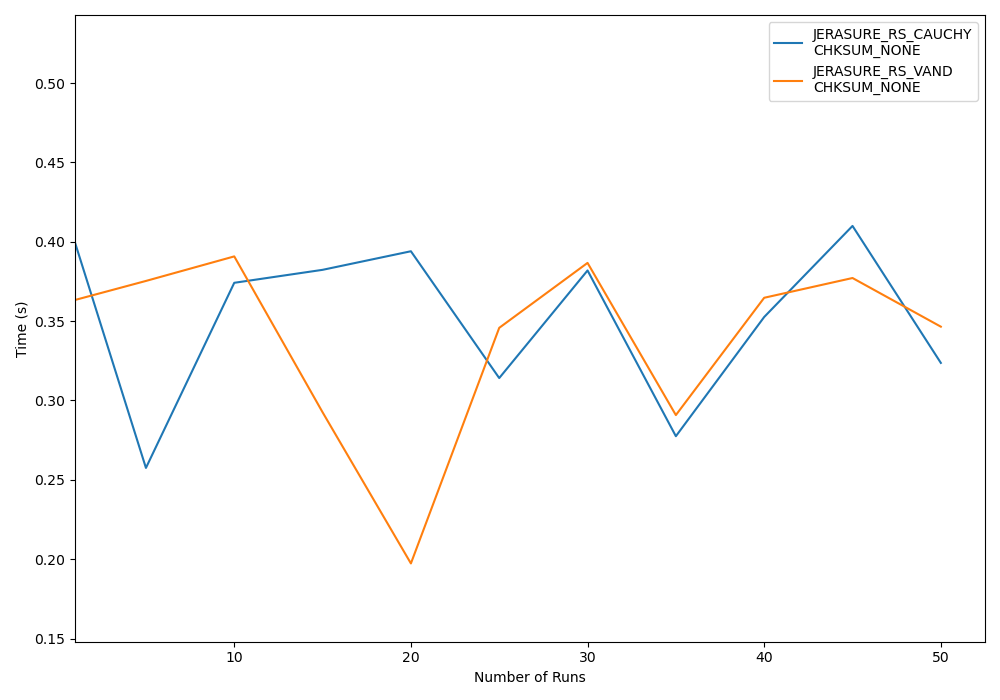 JERASURE_RS_CAUCHY
CHKSUM_NONE
JERASURE_RS_VAND
CHKSUM_NONE
Time (s)
0.50
0.45
0.40
0.35
0.30
0.25
0.20
0.15
10 20 30 40 50
Number of Runs